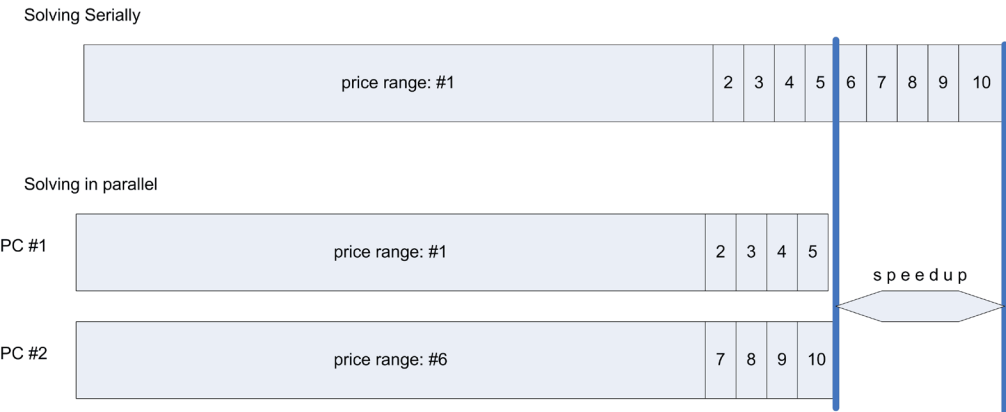 Solving Serially
price range: #1 2 3 4 5 6 7 8 9 10
Solving in parallel
PC #1 price range: #1 2 3 4 5
s p e e d u p
PC #2 price range: #6 7 8 9 10